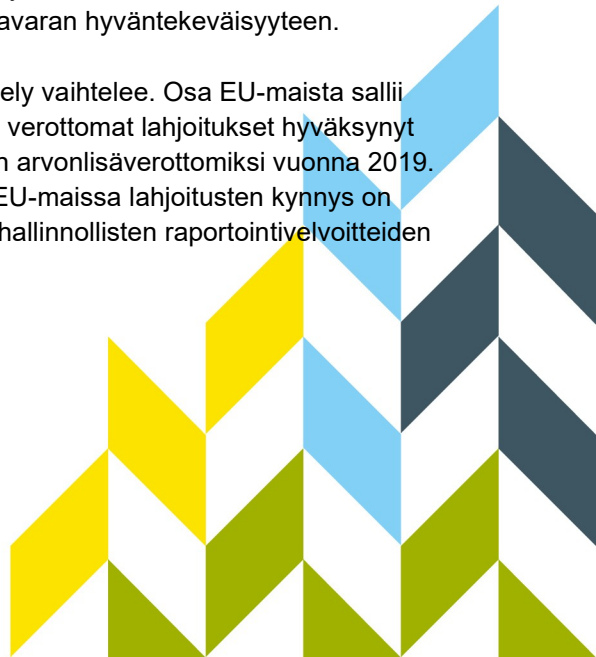 avaran hyväntekeväisyyteen.
ely vaihtelee. Osa EU-maista sallii
verottomat lahjoitukset hyväksynyt
n arvonlisäverottomiksi vuonna 2019.
EU-maissa lahjoitusten kynnys on
hallinnollisten raportointivelvoitteiden